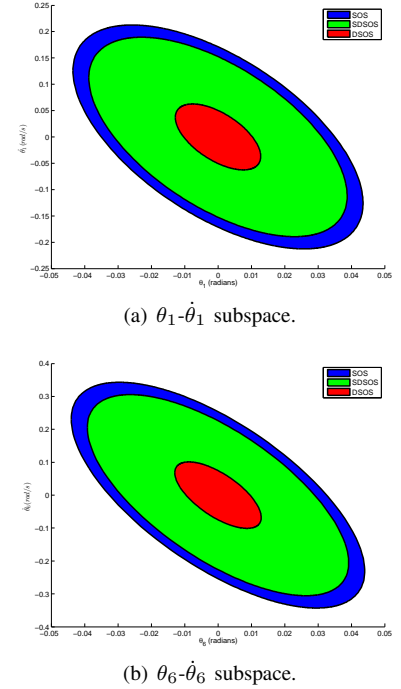 0.25
0.2
0.15
0.1
0.05
0
−0.05
−0.1
−0.15
−0.2
−0.25
θ̇₁ (rad/s)
SOS
SDSOS
DSOS
−0.05 −0.04 −0.03 −0.02 −0.01 0 0.01 0.02 0.03 0.04 0.05
θ₁ (radians)
(a) θ₁-θ̇₁ subspace.
0.4
0.3
0.2
0.1
0
−0.1
−0.2
−0.3
−0.4
θ̇₆ (rad/s)
SOS
SDSOS
DSOS
−0.05 −0.04 −0.03 −0.02 −0.01 0 0.01 0.02 0.03 0.04 0.05
θ₆ (radians)
(b) θ₆-θ̇₆ subspace.